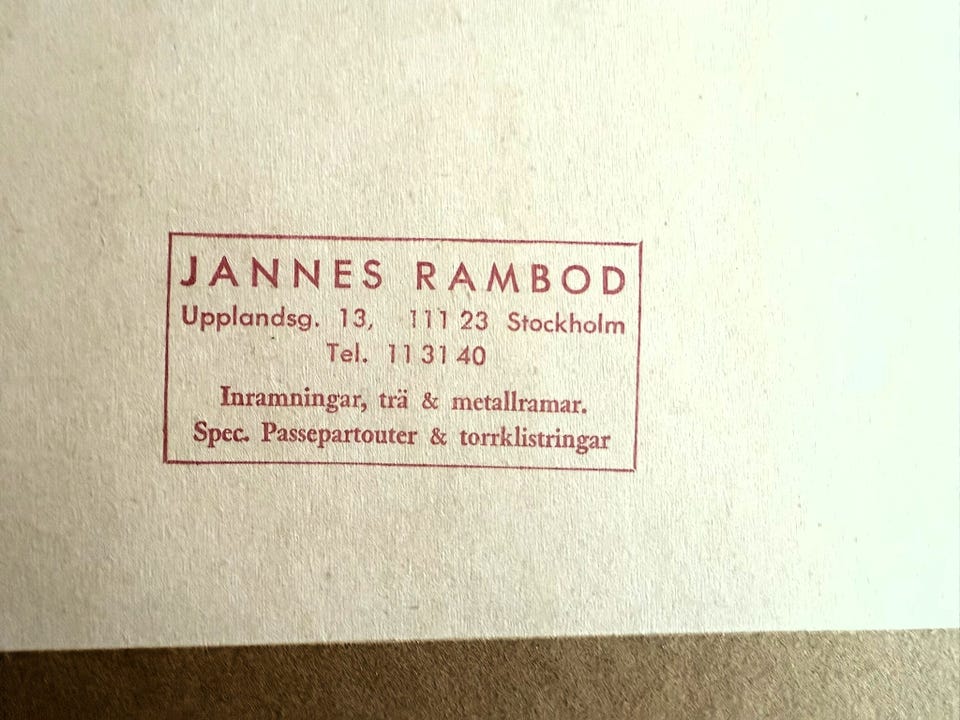 JANNES RAMBOD
Upplandsg. 13, 111 23 Stockholm
Tel. 11 31 40
Inramningar, trä & metallramar.
Spec. Passepartouter & torrklistringar